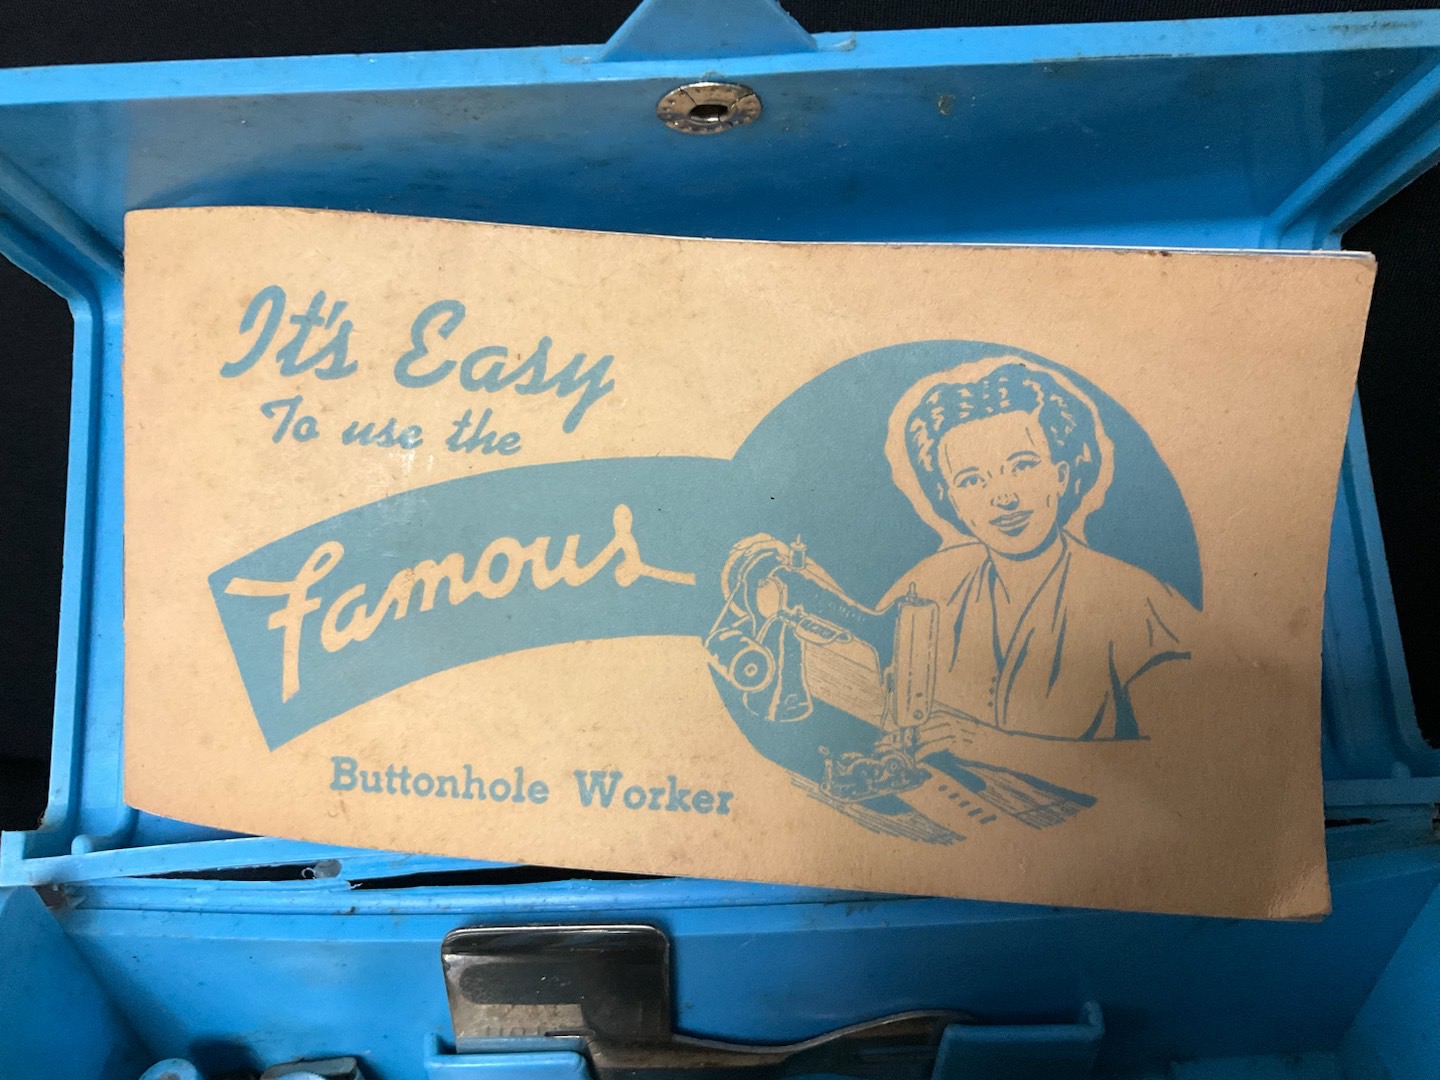 It's Easy
To use the
Famous
Buttonhole Worker